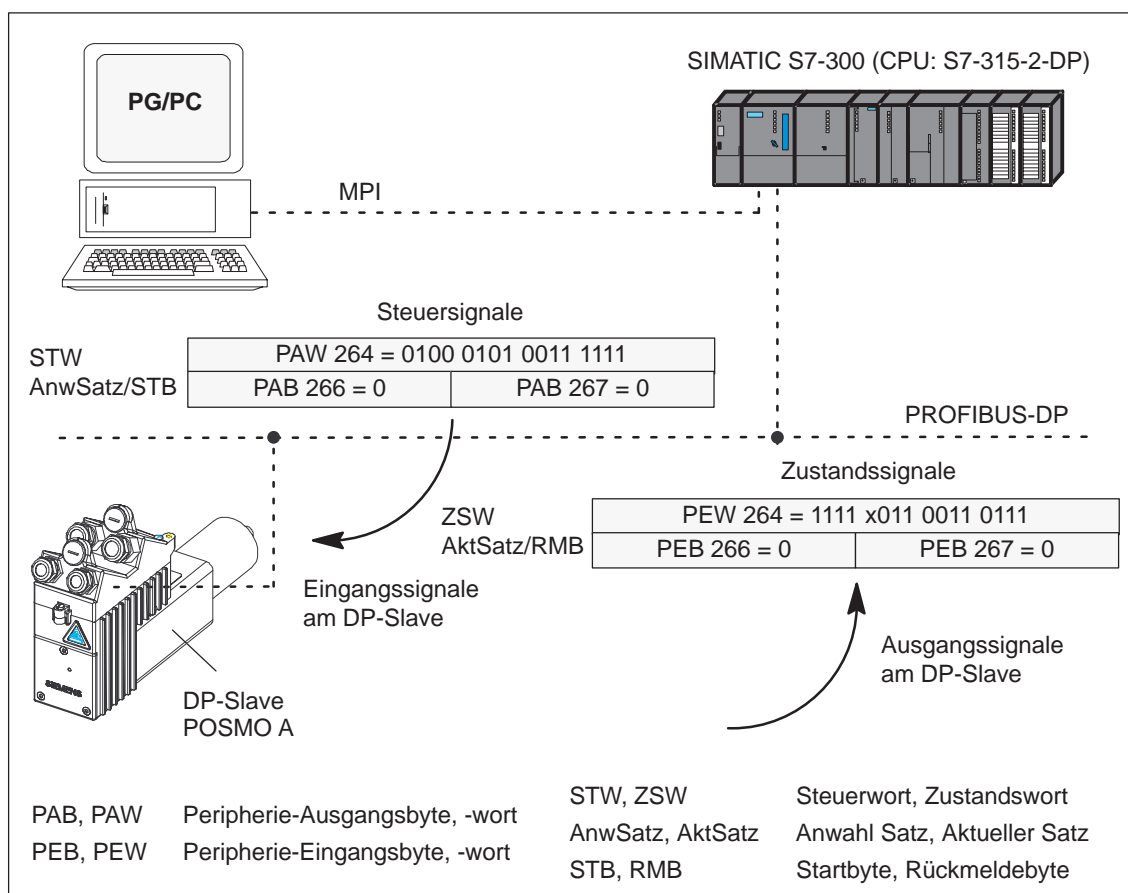 PG/PC
SIMATIC S7-300 (CPU: S7-315-2-DP)
MPI
Steuersignale
STW
AnwSatz/STB
PAW 264 = 0100 0101 0011 1111
PAB 266 = 0
PAB 267 = 0
PROFIBUS-DP
Zustandssignale
ZSW
AktSatz/RMB
PEW 264 = 1111 x011 0011 0111
PEB 266 = 0
PEB 267 = 0
Eingangssignale
am DP-Slave
Ausgangssignale
am DP-Slave
SIEMENS
DP-Slave
POSMO A
PAB, PAW Peripherie-Ausgangsbyte, -wort
PEB, PEW Peripherie-Eingangsbyte, -wort
STW, ZSW Steuerwort, Zustandswort
AnwSatz, AktSatz Anwahl Satz, Aktueller Satz
STB, RMB Startbyte, Rückmeldebyte